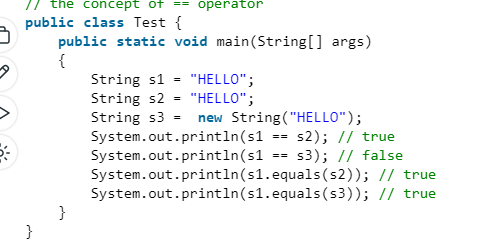 // the concept of == operator
public class Test {
    public static void main(String[] args)
    {
        String s1 = "HELLO";
        String s2 = "HELLO";
        String s3 =  new String("HELLO");
        System.out.println(s1 == s2); // true
        System.out.println(s1 == s3); // false
        System.out.println(s1.equals(s2)); // true
        System.out.println(s1.equals(s3)); // true
    }
}